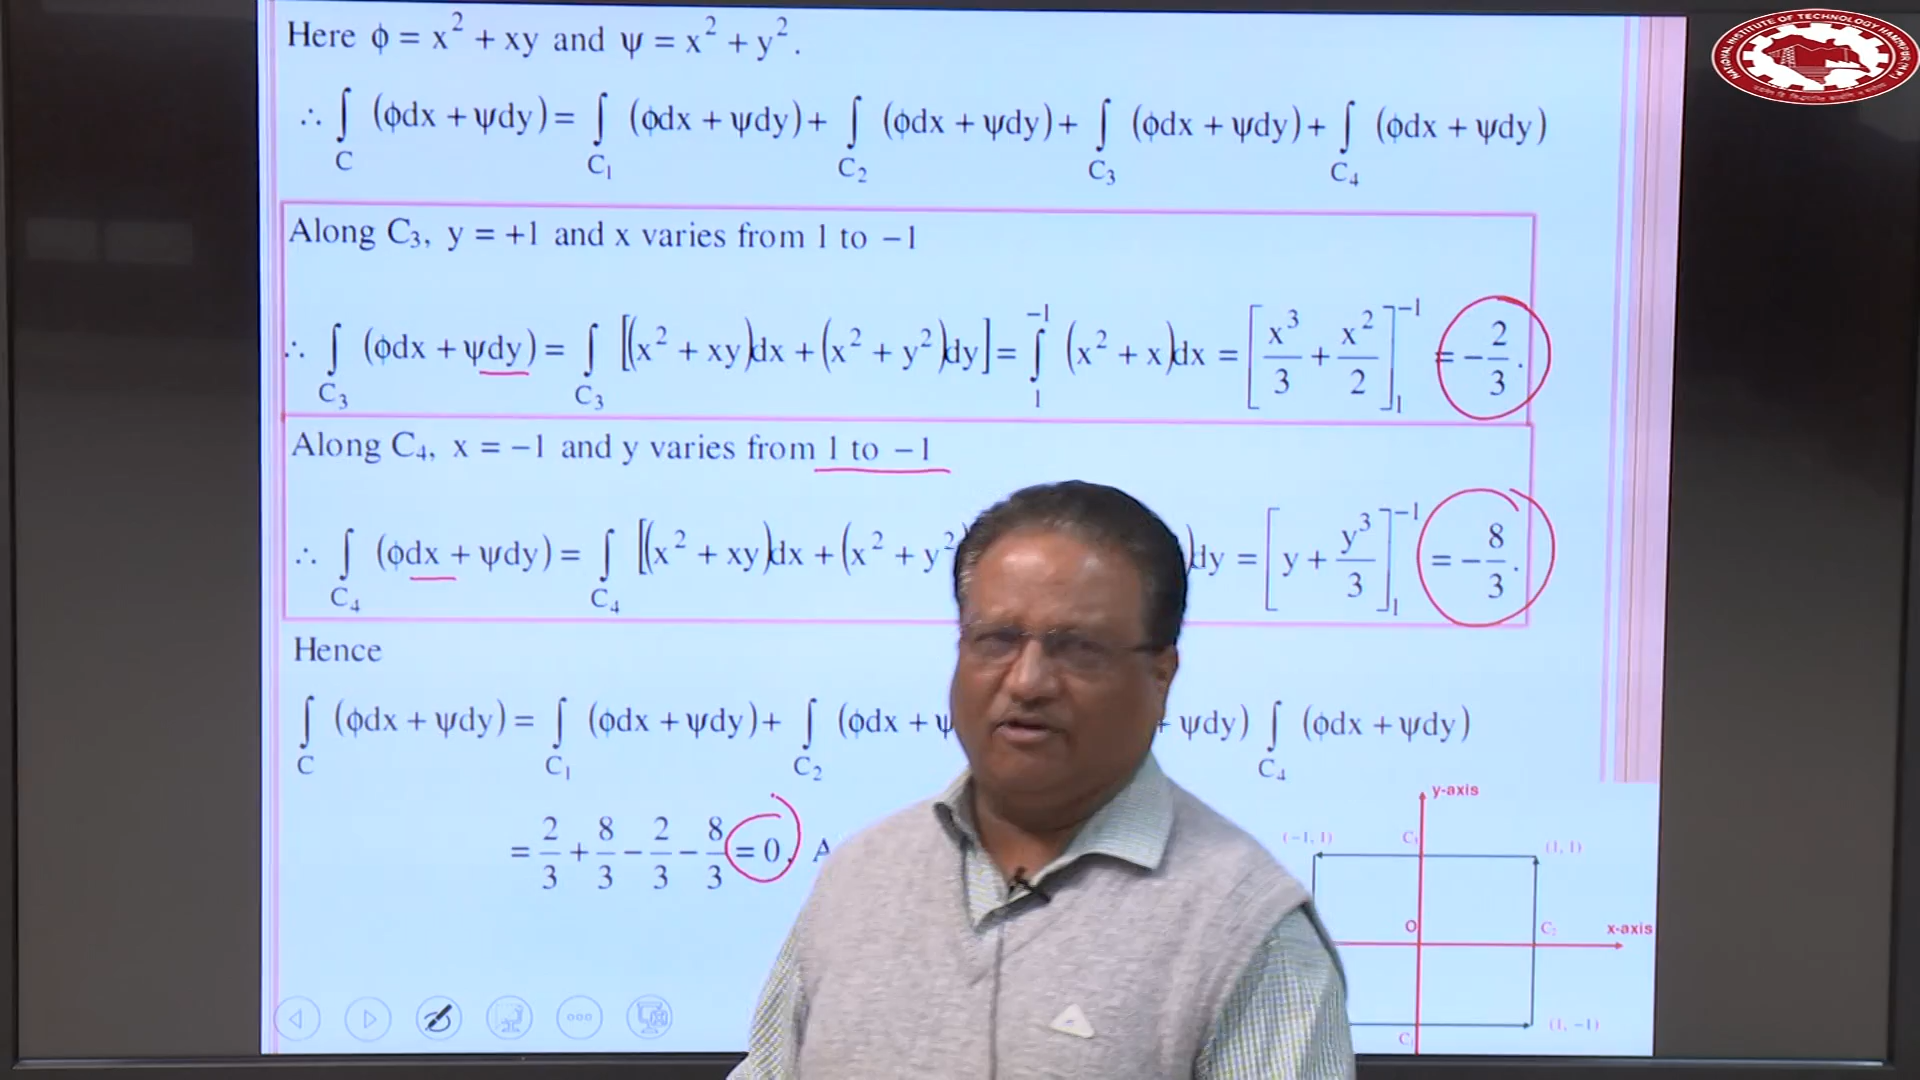 NATIONAL INSTITUTE OF TECHNOLOGY HAMIRPUR (H.P.)
Here ϕ = x² + xy and ψ = x² + y².
∴ ∫_C (ϕdx + ψdy) = ∫_C₁ (ϕdx + ψdy) + ∫_C₂ (ϕdx + ψdy) + ∫_C₃ (ϕdx + ψdy) + ∫_C₄ (ϕdx + ψdy)
Along C₃, y = +1 and x varies from 1 to −1
∴ ∫_C₃ (ϕdx + ψdy) = ∫_C₃ [(x² + xy)dx + (x² + y²)dy] = ∫_1^−1 (x² + x)dx = [x³/3 + x²/2]_1^−1 = −2/3.
Along C₄, x = −1 and y varies from 1 to −1
∴ ∫_C₄ (ϕdx + ψdy) = ∫_C₄ [(x² + xy)dx + (x² + y² )dy = [y + y³/3]_1^−1 = −8/3.
Hence
∫_C (ϕdx + ψdy) = ∫_C₁ (ϕdx + ψdy) + ∫_C₂ (ϕdx + ψ + ψdy) ∫_C₄ (ϕdx + ψdy)
= 2/3 + 8/3 − 2/3 − 8/3 = 0.
y-axis
(−1, 1)
(1, 1)
O
C₂
x-axis
(1, −1)